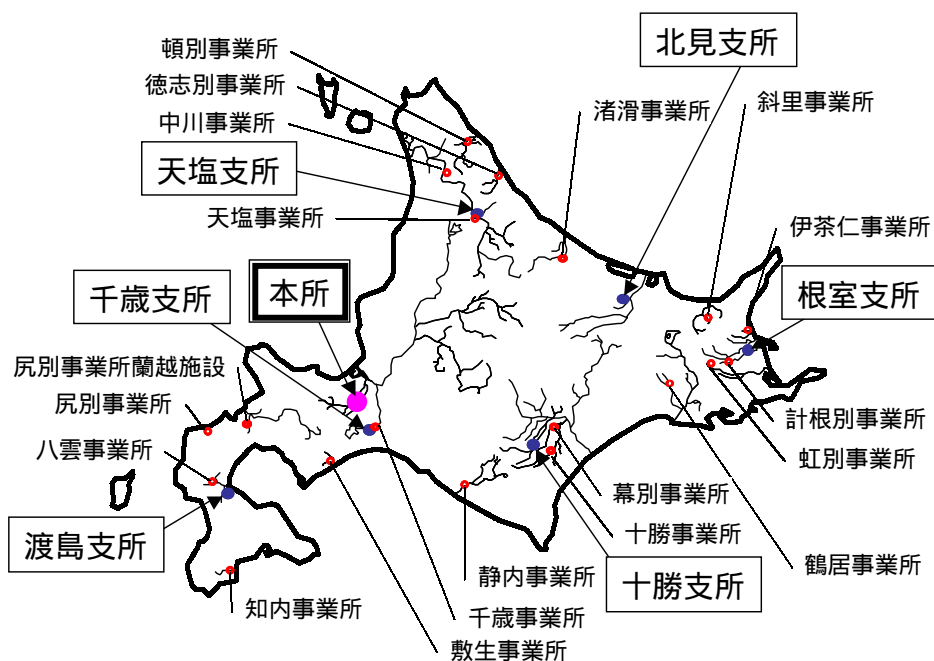 北見支所
頓別事業所
徳志別事業所
渚滑事業所
斜里事業所
中川事業所
天塩支所
天塩事業所
伊茶仁事業所
千歳支所
本所
根室支所
尻別事業所蘭越施設
尻別事業所
計根別事業所
八雲事業所
虹別事業所
幕別事業所
十勝事業所
渡島支所
鶴居事業所
静内事業所
十勝支所
知内事業所
千歳事業所
敷生事業所